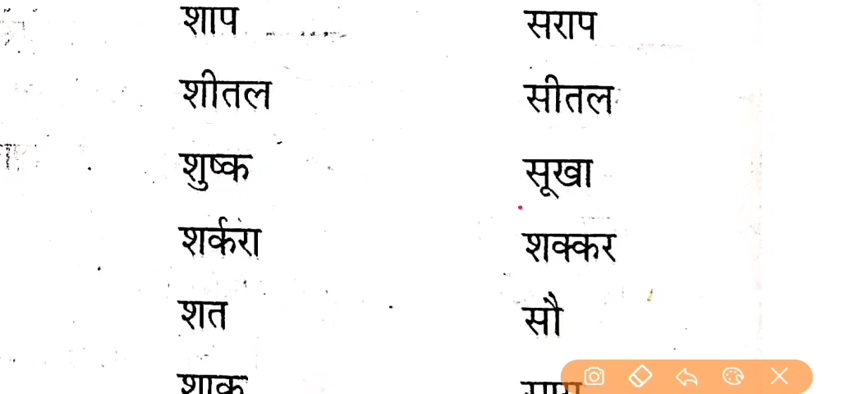 शाप सराप
शीतल सीतल
शुष्क सूखा
शर्करा शक्कर
शत सौ
शाक